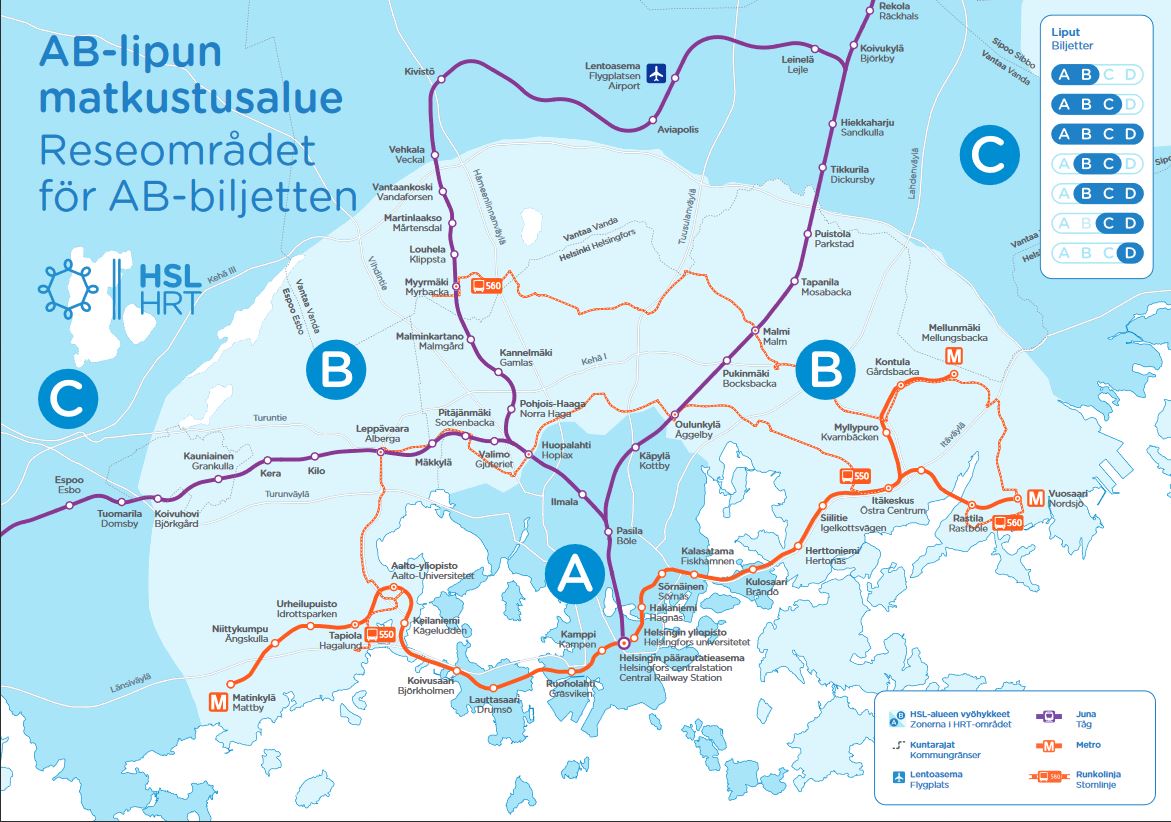 AB-lipun
matkustusalue
Reseområdet
för AB-biljetten
HSL
HRT
Liput
Biljetter
A B C D
A B C D
A B C D
A B C D
A B C D
A B C D
A B C D
Rekola
Räckhals
Koivukylä
Björkby
Leinelä
Lejle
Lentoasema
Flygplatsen
Airport
Kivistö
Aviapolis
Hiekkaharju
Sandkulla
Sipoo Sibbo
Vantaa Vanda
C
Sipo
Vehkala
Veckal
Vantaankoski
Vandaforsen
Martinlaakso
Mårtensdal
Louhela
Klippsta
Myyrmäki
Myrbacka
560
Hämeenlinnanväylä
Vantaa Vanda
Helsinki Helsingfors
Tuusulanväylä
Lahdenväylä
Tikkurila
Dickursby
Puistola
Parkstad
Tapanila
Mosabacka
Vantaa
Hels
Kehä III
Vihdintie
Vantaa Vanda
Espoo Esbo
Malminkartano
Malmgård
Kannelmäki
Gamlas
Kehä I
Malmi
Malm
Pukinmäki
Bocksbacka
Mellunmäki
Mellungsbacka
M
Kontula
Gårdsbacka
B
B
C
Turuntie
Pohjois-Haaga
Norra Haga
Pitäjänmäki
Sockenbacka
Leppävaara
Alberga
Oulunkylä
Åggelby
Myllypuro
Kvarnbäcken
Itäväylä
Kauniainen
Grankulla
Kera
Kilo
Mäkkylä
Valimo
Gjuteriet
Huopalahti
Hoplax
Käpylä
Kottby
550
Espoo
Esbo
Tuomarila
Domsby
Koivuhovi
Björkgård
Turunväylä
Ilmala
Itäkeskus
Östra Centrum
Siilitie
Igelkottsvägen
Rastila
Rastböle
M
Vuosaari
Nordsjö
560
Pasila
Böle
A
Kalasatama
Fiskhamnen
Herttoniemi
Hertonäs
Kulosaari
Brändö
Sörnäinen
Sörnäs
Hakaniemi
Hagnäs
Aalto-yliopisto
Aalto-Universitetet
Urheilupuisto
Idrottsparken
Keilaniemi
Kägeludden
Niittykumpu
Ängskulla
Tapiola
Hagalund
550
Kamppi
Kampen
Helsingin yliopisto
Helsingfors universitetet
Helsingin päärautatieasema
Helsingfors centralstation
Central Railway Station
Länsiväylä
M
Matinkylä
Mattby
Koivusaari
Björkholmen
Lauttasaari
Drumsö
Ruoholahti
Gräsviken
HSL-alueen vyöhykkeet
Zonerna i HRT-området
Juna
Tåg
Kuntarajat
Kommungränser
M
Metro
Lentoasema
Flygplats
560
Runkolinja
Stomlinje